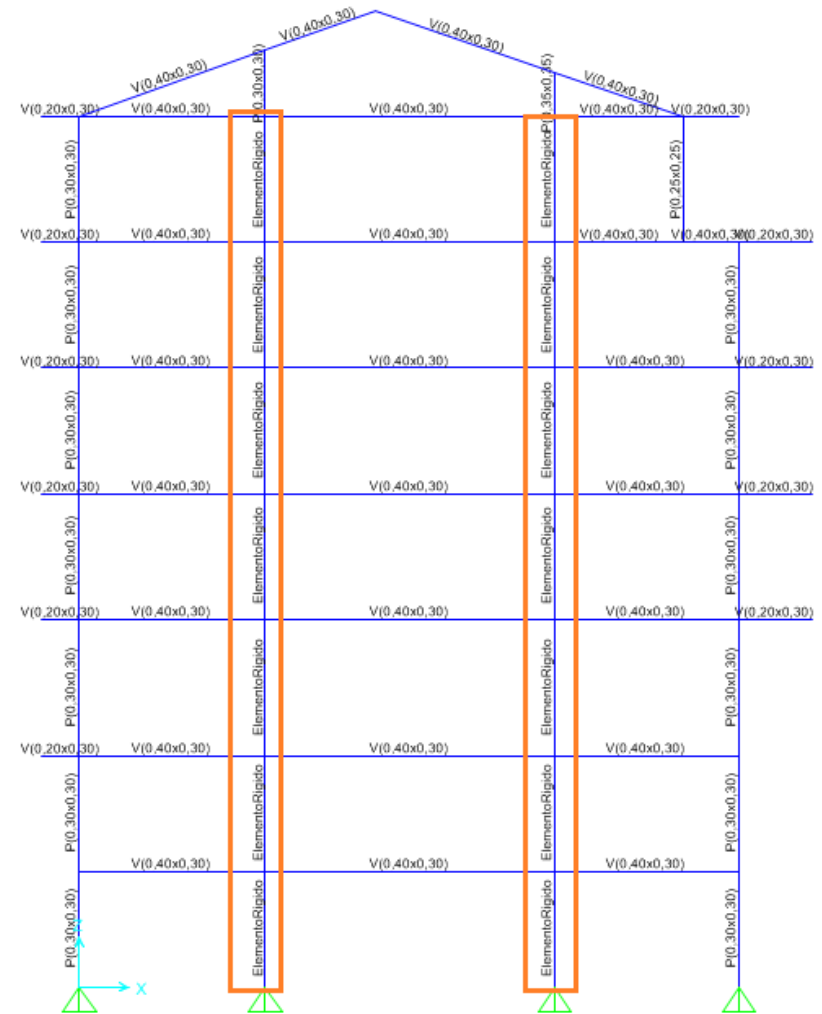 V(0,40x0,30)
V(0,40x0,30)
V(0,40x0,30)
V(0,40x0,30)
P(0,30x0,30)
P(0,35x0,35)
V(0,20x0,30) V(0,40x0,30) V(0,40x0,30) V(0,40x0,30) V(0,20x0,30)
P(0,30x0,30) ElementoRigido ElementoRigido P(0,25x0,25)
V(0,20x0,30) V(0,40x0,30) V(0,40x0,30) V(0,40x0,30) V(0,40x0,30) V(0,20x0,30)
P(0,30x0,30) ElementoRigido ElementoRigido P(0,30x0,30)
V(0,20x0,30) V(0,40x0,30) V(0,40x0,30) V(0,40x0,30) V(0,20x0,30)
P(0,30x0,30) ElementoRigido ElementoRigido P(0,30x0,30)
V(0,20x0,30) V(0,40x0,30) V(0,40x0,30) V(0,40x0,30) V(0,20x0,30)
P(0,30x0,30) ElementoRigido ElementoRigido P(0,30x0,30)
V(0,20x0,30) V(0,40x0,30) V(0,40x0,30) V(0,40x0,30) V(0,20x0,30)
P(0,30x0,30) ElementoRigido ElementoRigido P(0,30x0,30)
V(0,20x0,30) V(0,40x0,30) V(0,40x0,30) V(0,40x0,30)
P(0,30x0,30) ElementoRigido ElementoRigido P(0,30x0,30)
V(0,40x0,30) V(0,40x0,30) V(0,40x0,30)
P(0,30x0,30) ElementoRigido ElementoRigido P(0,30x0,30)
Z
X